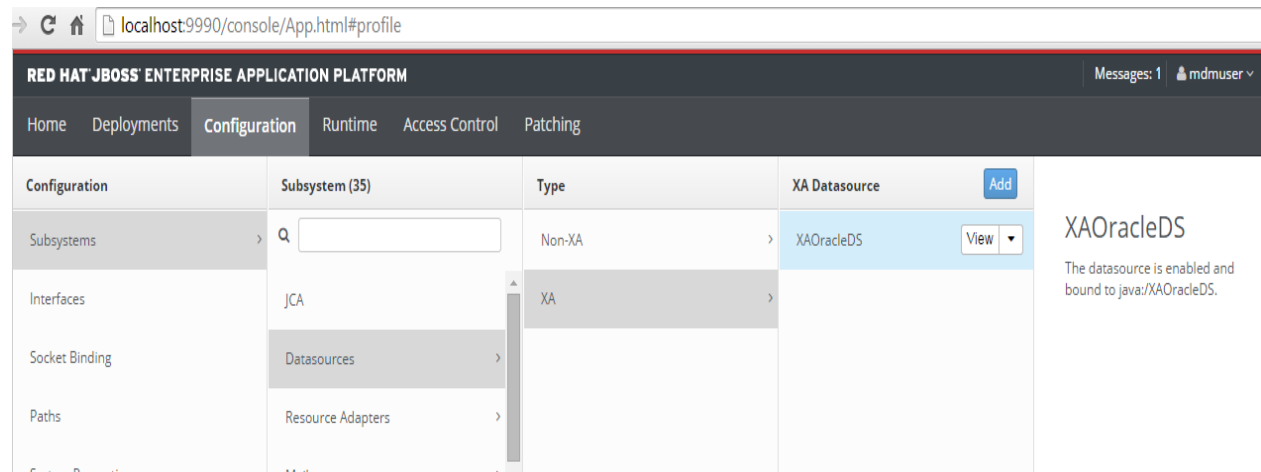 localhost:9990/console/App.html#profile
RED HAT JBOSS ENTERPRISE APPLICATION PLATFORM
Messages: 1
mdmuser
Home Deployments Configuration Runtime Access Control Patching
Configuration
Subsystem (35)
Type
XA Datasource
Add
Subsystems
Non-XA
XAOracleDS
View
XAOracleDS
The datasource is enabled and
bound to java:/XAOracleDS.
Interfaces
JCA
XA
Socket Binding
Datasources
Paths
Resource Adapters